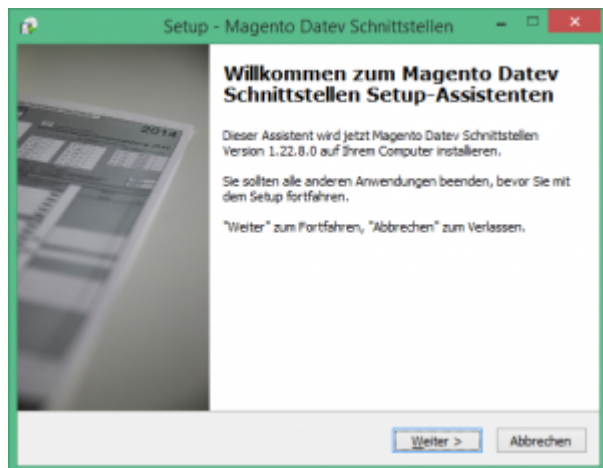 Setup - Magento Datev Schnittstellen
Willkommen zum Magento Datev
Schnittstellen Setup-Assistenten
Dieser Assistent wird jetzt Magento Datev Schnittstellen
Version 1.22.8.0 auf Ihrem Computer installieren.
Sie sollten alle anderen Anwendungen beenden, bevor Sie mit
dem Setup fortfahren.
"Weiter" zum Fortfahren, "Abbrechen" zum Verlassen.
2014
Weiter >
Abbrechen